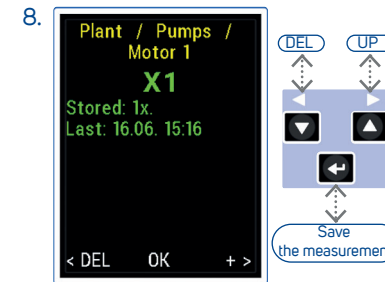 8.
Plant / Pumps /
Motor 1
X1
Stored: 1x.
Last: 16.06. 15:16
< DEL OK + >
DEL UP
Save
the measuremen